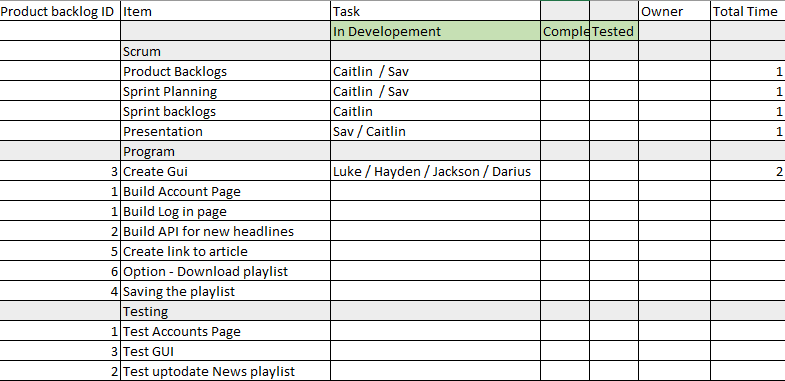 Product backlog ID Item Task Owner Total Time
In Developement Comple Tested
Scrum
Product Backlogs Caitlin / Sav 1
Sprint Planning Caitlin / Sav 1
Sprint backlogs Caitlin 1
Presentation Sav / Caitlin 1
Program
3 Create Gui Luke / Hayden / Jackson / Darius 2
1 Build Account Page
1 Build Log in page
2 Build API for new headlines
5 Create link to article
6 Option - Download playlist
4 Saving the playlist
Testing
1 Test Accounts Page
3 Test GUI
2 Test uptodate News playlist